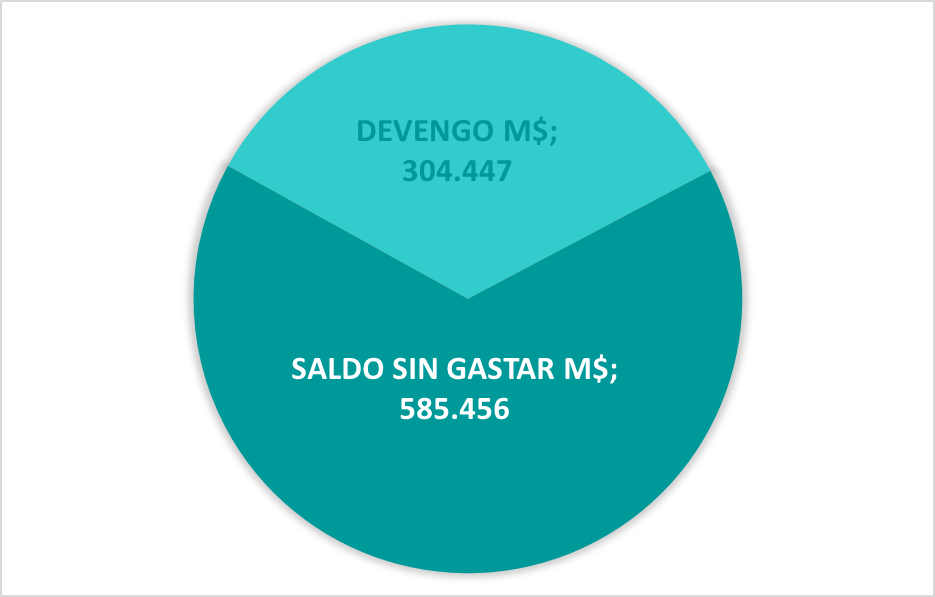 DEVENGO M$;
304.447
SALDO SIN GASTAR M$;
585.456